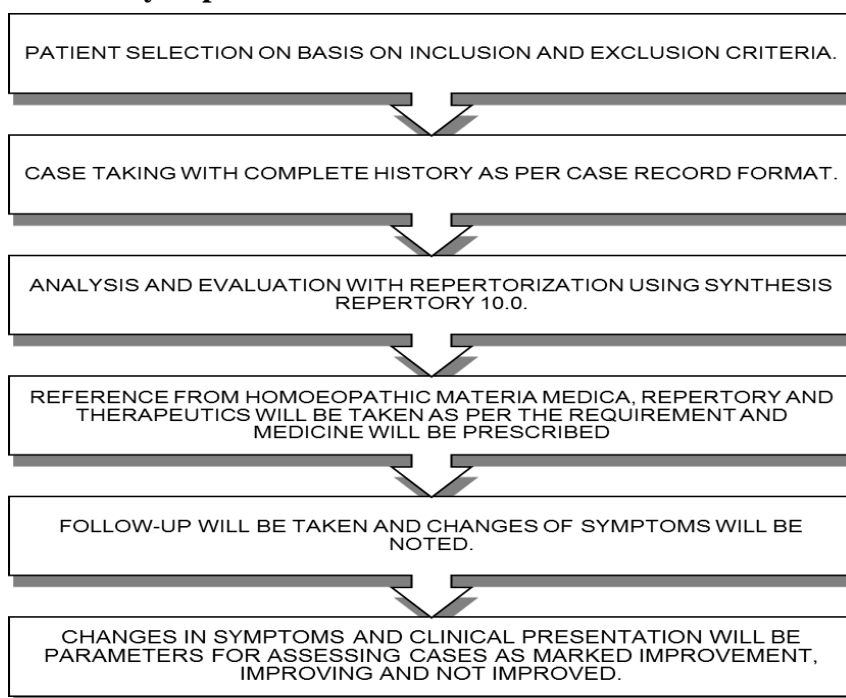 PATIENT SELECTION ON BASIS ON INCLUSION AND EXCLUSION CRITERIA.
CASE TAKING WITH COMPLETE HISTORY AS PER CASE RECORD FORMAT.
ANALYSIS AND EVALUATION WITH REPERTORIZATION USING SYNTHESIS
REPERTORY 10.0.
REFERENCE FROM HOMOEOPATHIC MATERIA MEDICA, REPERTORY AND
THERAPEUTICS WILL BE TAKEN AS PER THE REQUIREMENT AND
MEDICINE WILL BE PRESCRIBED
FOLLOW-UP WILL BE TAKEN AND CHANGES OF SYMPTOMS WILL BE
NOTED.
CHANGES IN SYMPTOMS AND CLINICAL PRESENTATION WILL BE
PARAMETERS FOR ASSESSING CASES AS MARKED IMPROVEMENT,
IMPROVING AND NOT IMPROVED.